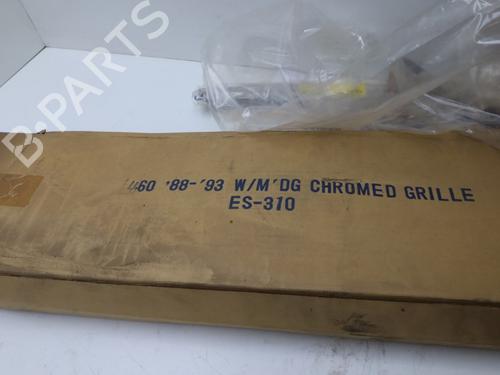 B-PARTS
460 '88-'93 W/M'DG CHROMED GRILLE
ES-310